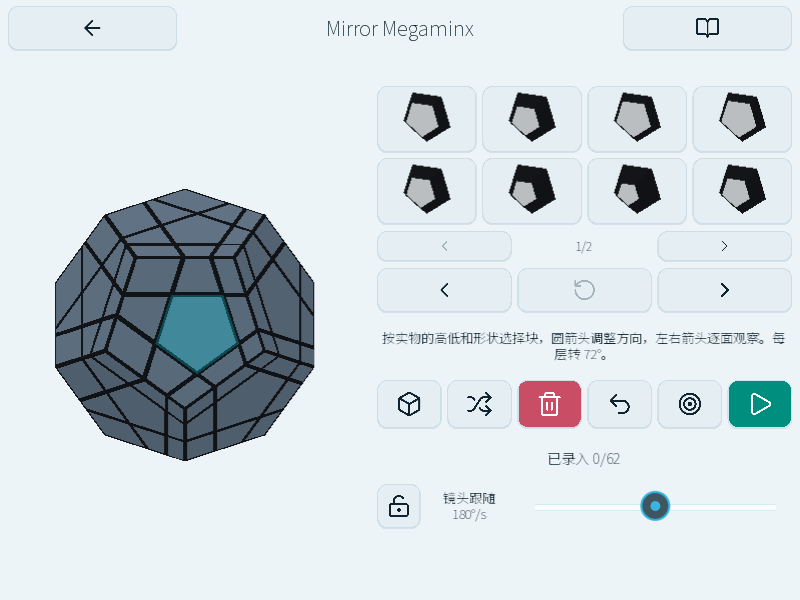 Mirror Megaminx
1/2
按实物的高低和形状选择块，圆箭头调整方向，左右箭头逐面观察。每
层转 72°。
已录入 0/62
镜头跟随
180°/s